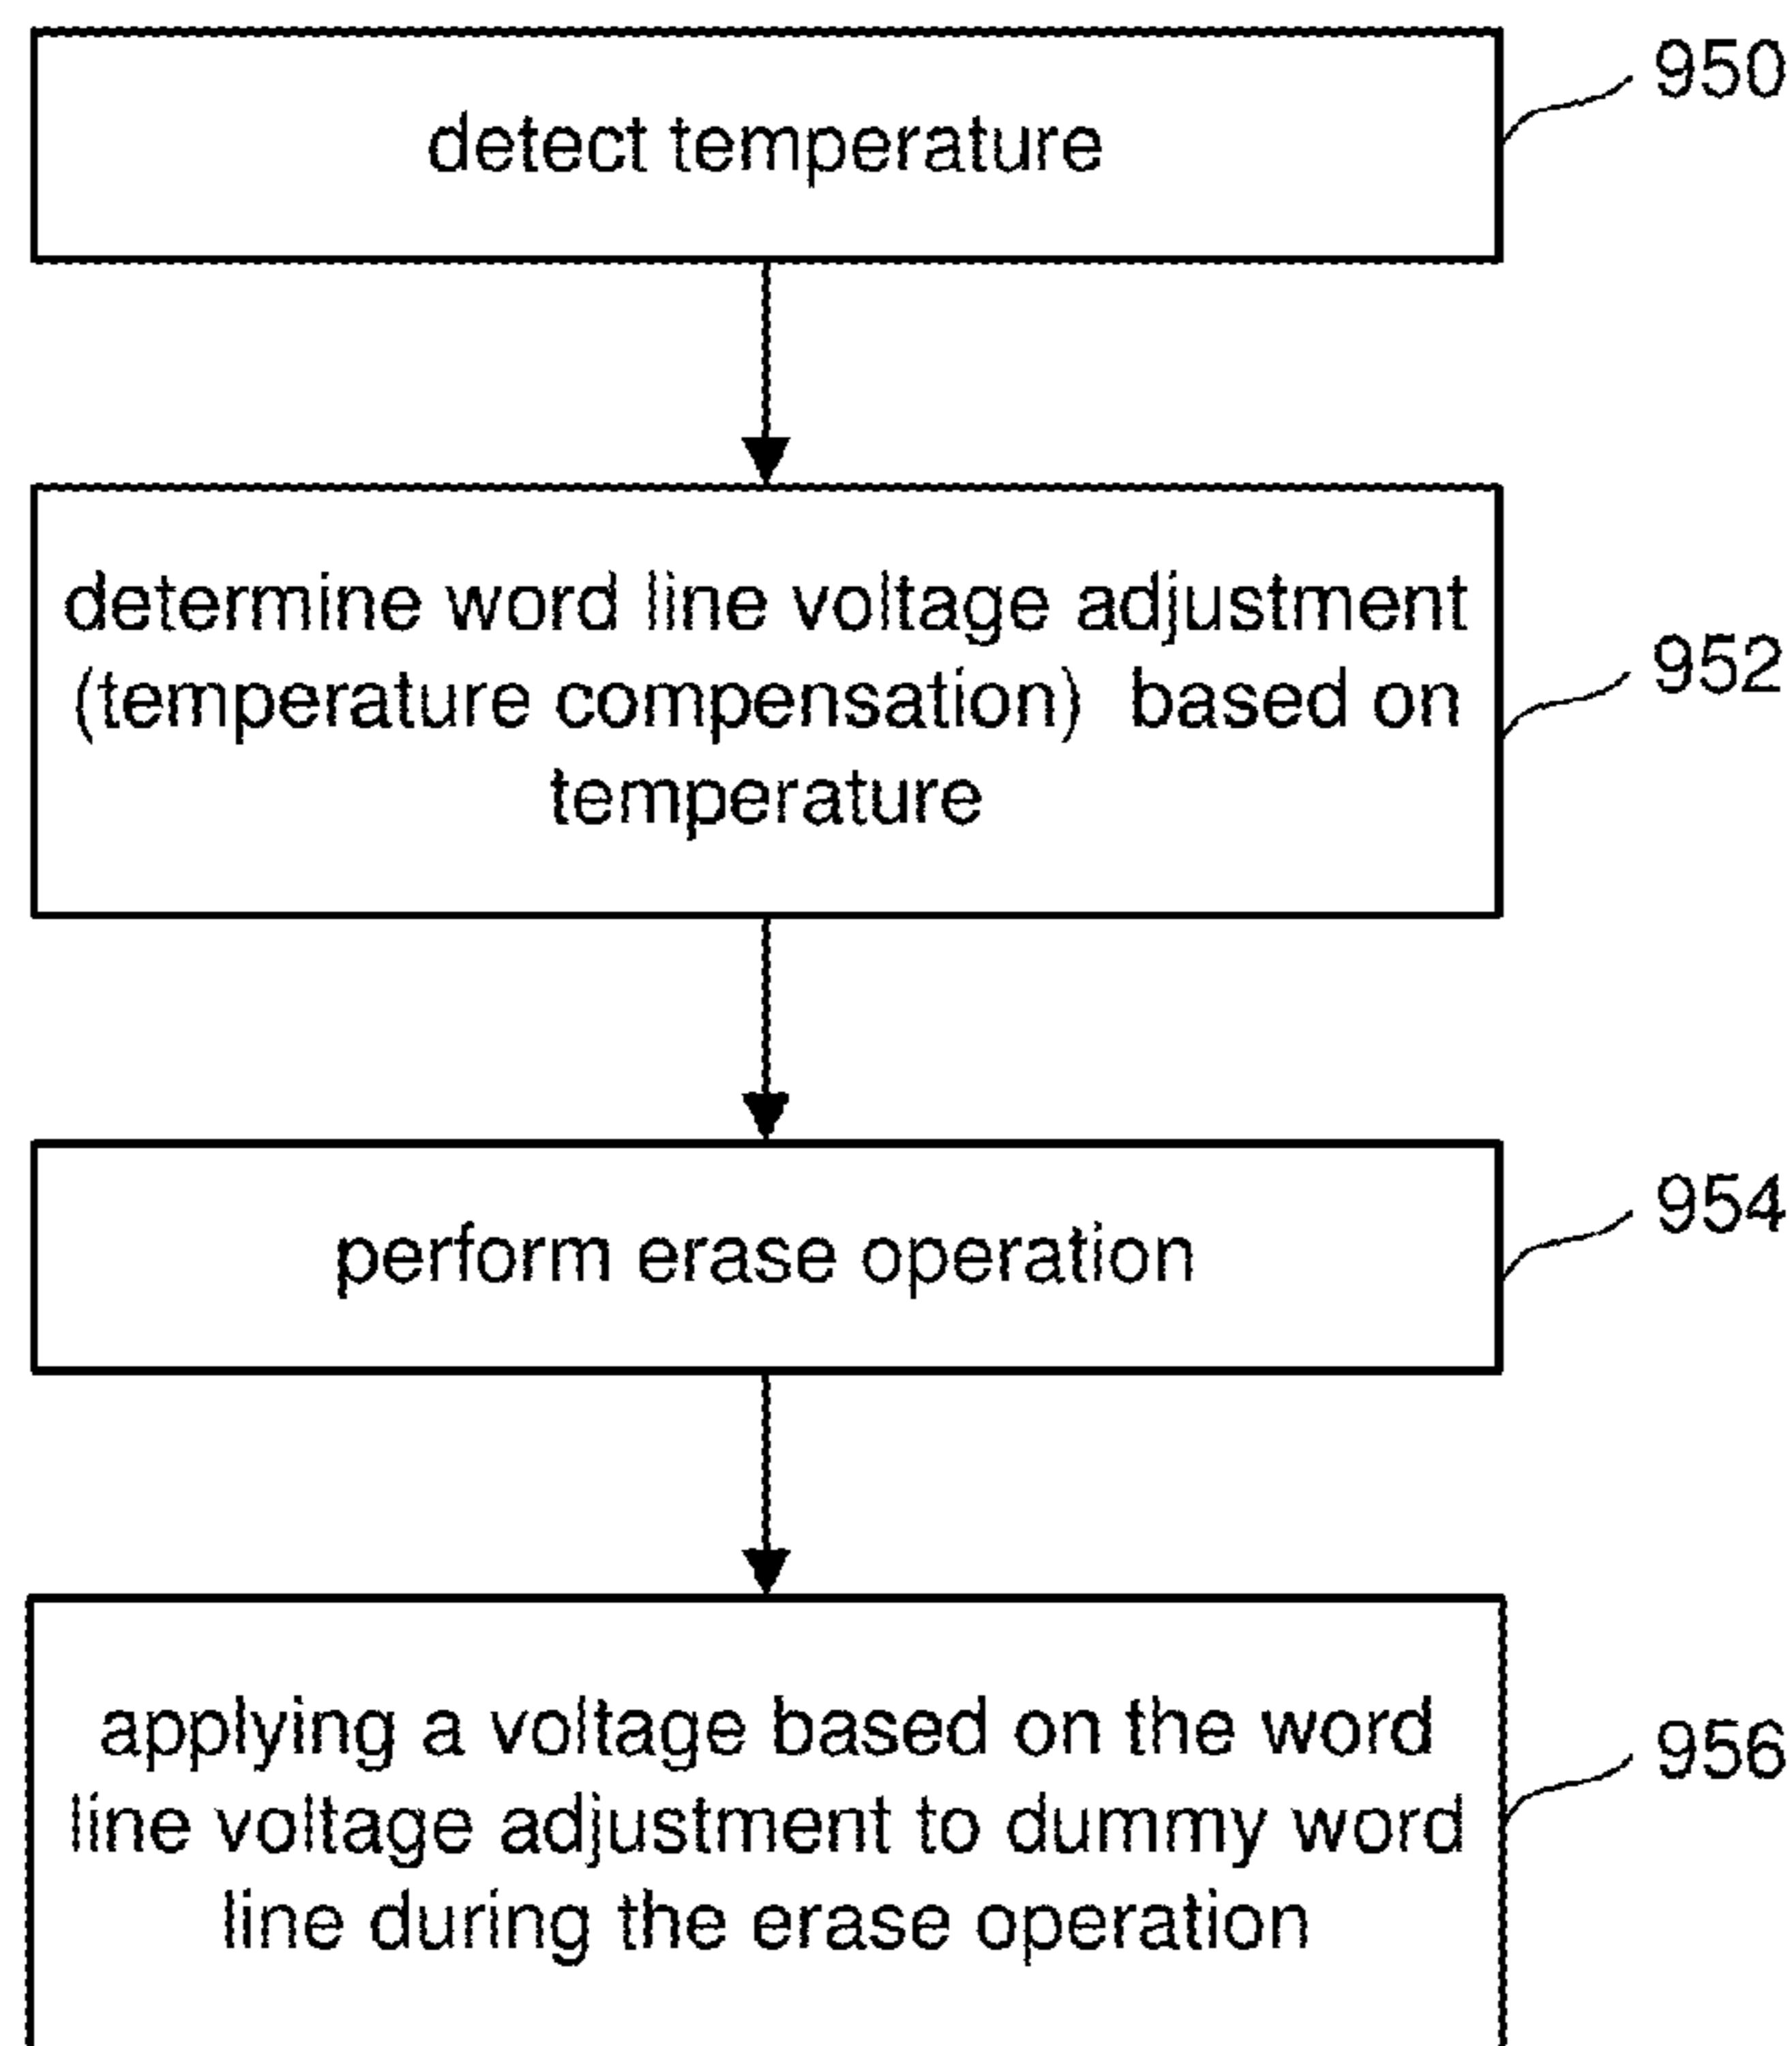 950
detect temperature
952
determine word line voltage adjustment
(temperature compensation) based on
temperature
954
perform erase operation
956
applying a voltage based on the word
line voltage adjustment to dummy word
line during the erase operation